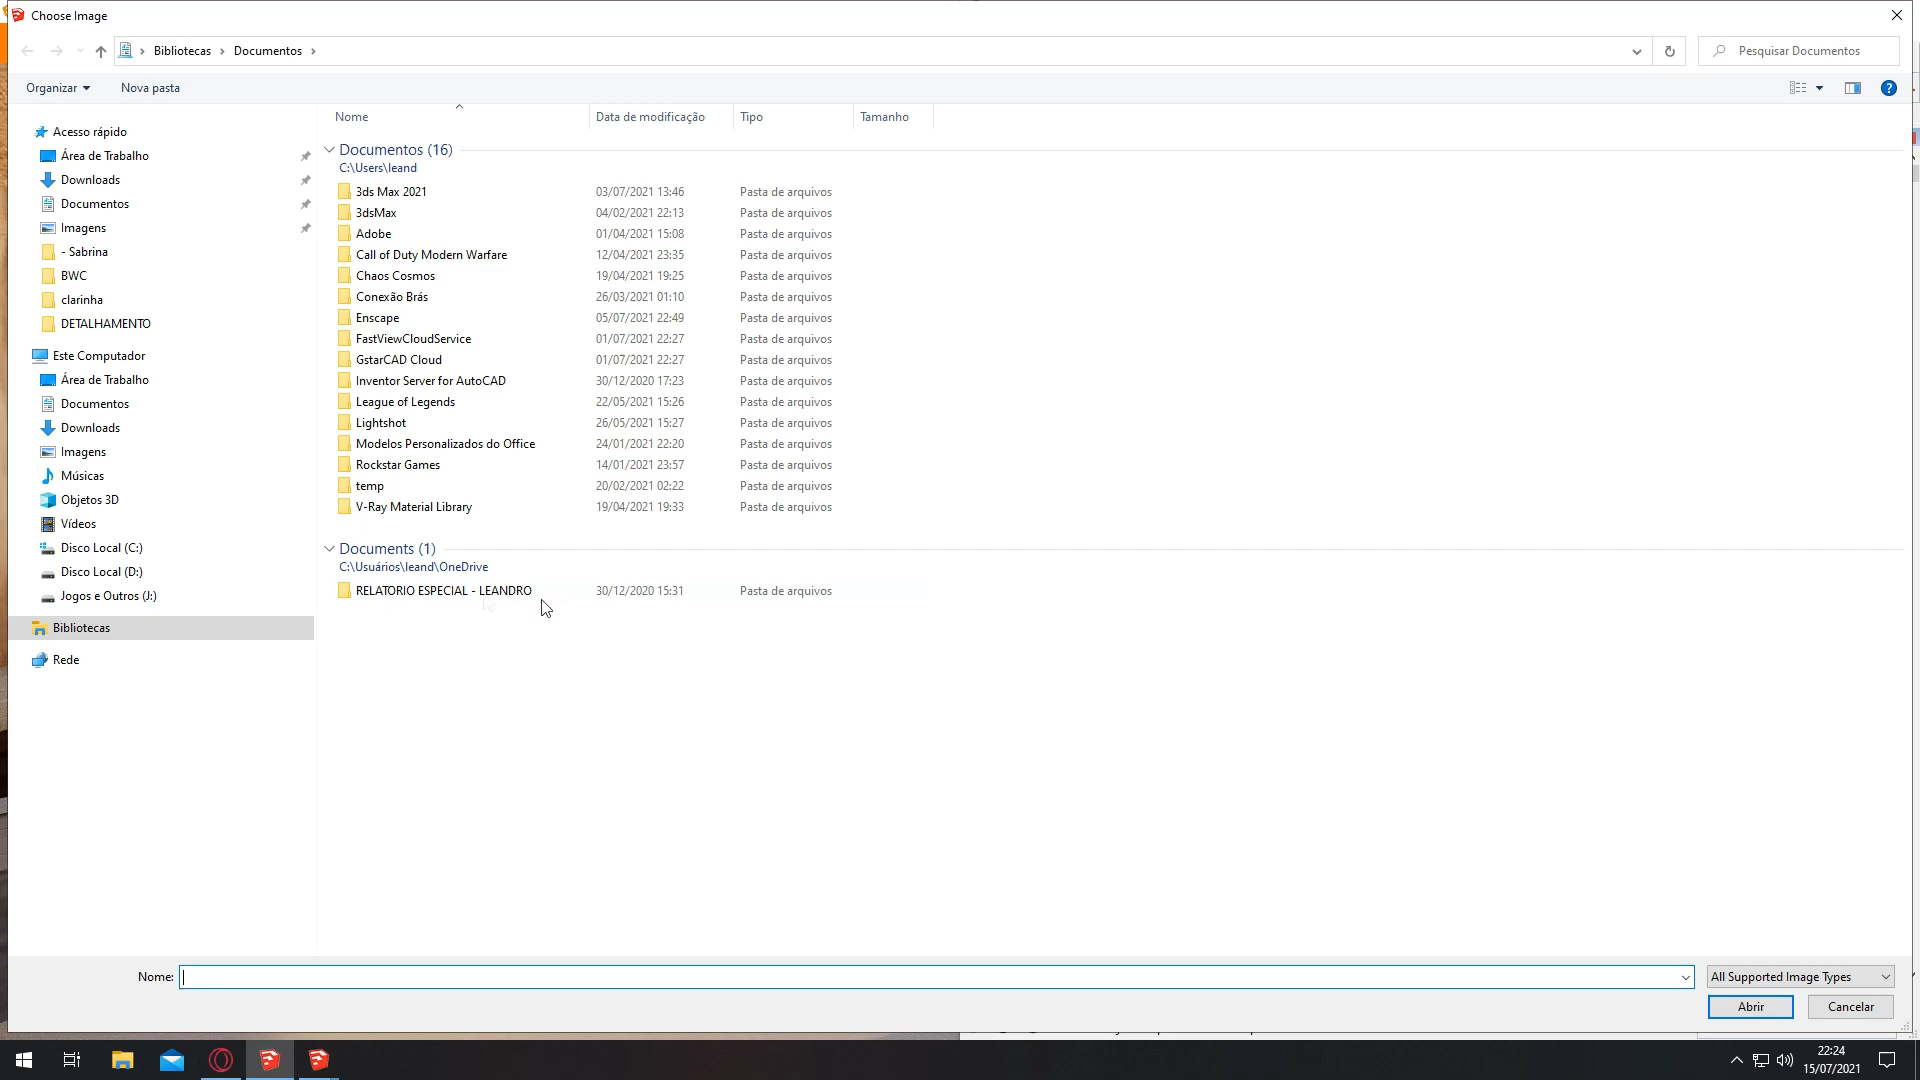 Choose Image
Bibliotecas > Documentos >
Pesquisar Documentos
Organizar
Nova pasta
Nome Data de modificação Tipo Tamanho
Acesso rápido
Área de Trabalho
Downloads
Documentos
Imagens
- Sabrina
BWC
clarinha
DETALHAMENTO
Este Computador
Área de Trabalho
Documentos
Downloads
Imagens
Músicas
Objetos 3D
Vídeos
Disco Local (C:)
Disco Local (D:)
Jogos e Outros (J:)
Bibliotecas
Rede
Documentos (16)
C:\Users\leand
3ds Max 2021 03/07/2021 13:46 Pasta de arquivos
3dsMax 04/02/2021 22:13 Pasta de arquivos
Adobe 01/04/2021 15:08 Pasta de arquivos
Call of Duty Modern Warfare 12/04/2021 23:35 Pasta de arquivos
Chaos Cosmos 19/04/2021 19:25 Pasta de arquivos
Conexão Brás 26/03/2021 01:10 Pasta de arquivos
Enscape 05/07/2021 22:49 Pasta de arquivos
FastViewCloudService 01/07/2021 22:27 Pasta de arquivos
GstarCAD Cloud 01/07/2021 22:27 Pasta de arquivos
Inventor Server for AutoCAD 30/12/2020 17:23 Pasta de arquivos
League of Legends 22/05/2021 15:26 Pasta de arquivos
Lightshot 26/05/2021 15:27 Pasta de arquivos
Modelos Personalizados do Office 24/01/2021 22:20 Pasta de arquivos
Rockstar Games 14/01/2021 23:57 Pasta de arquivos
temp 20/02/2021 02:22 Pasta de arquivos
V-Ray Material Library 19/04/2021 19:33 Pasta de arquivos
Documents (1)
C:\Usuários\leand\OneDrive
RELATORIO ESPECIAL - LEANDRO 30/12/2020 15:31 Pasta de arquivos
Nome:
All Supported Image Types
Abrir
Cancelar
22:24
15/07/2021